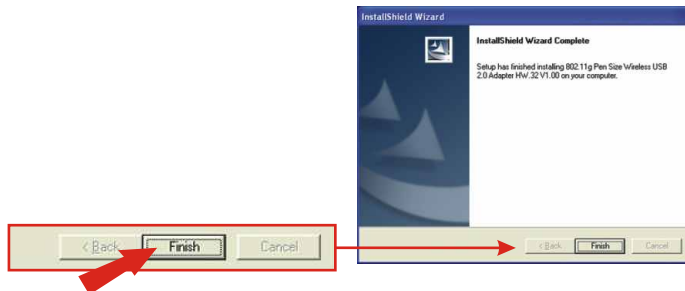 InstallShield Wizard
InstallShield Wizard Complete
Setup has finished installing 802.11g Pen Size Wireless USB
2.0 Adapter HW.32 V1.00 on your computer.
< Back Finish Cancel
< Back Finish Cancel